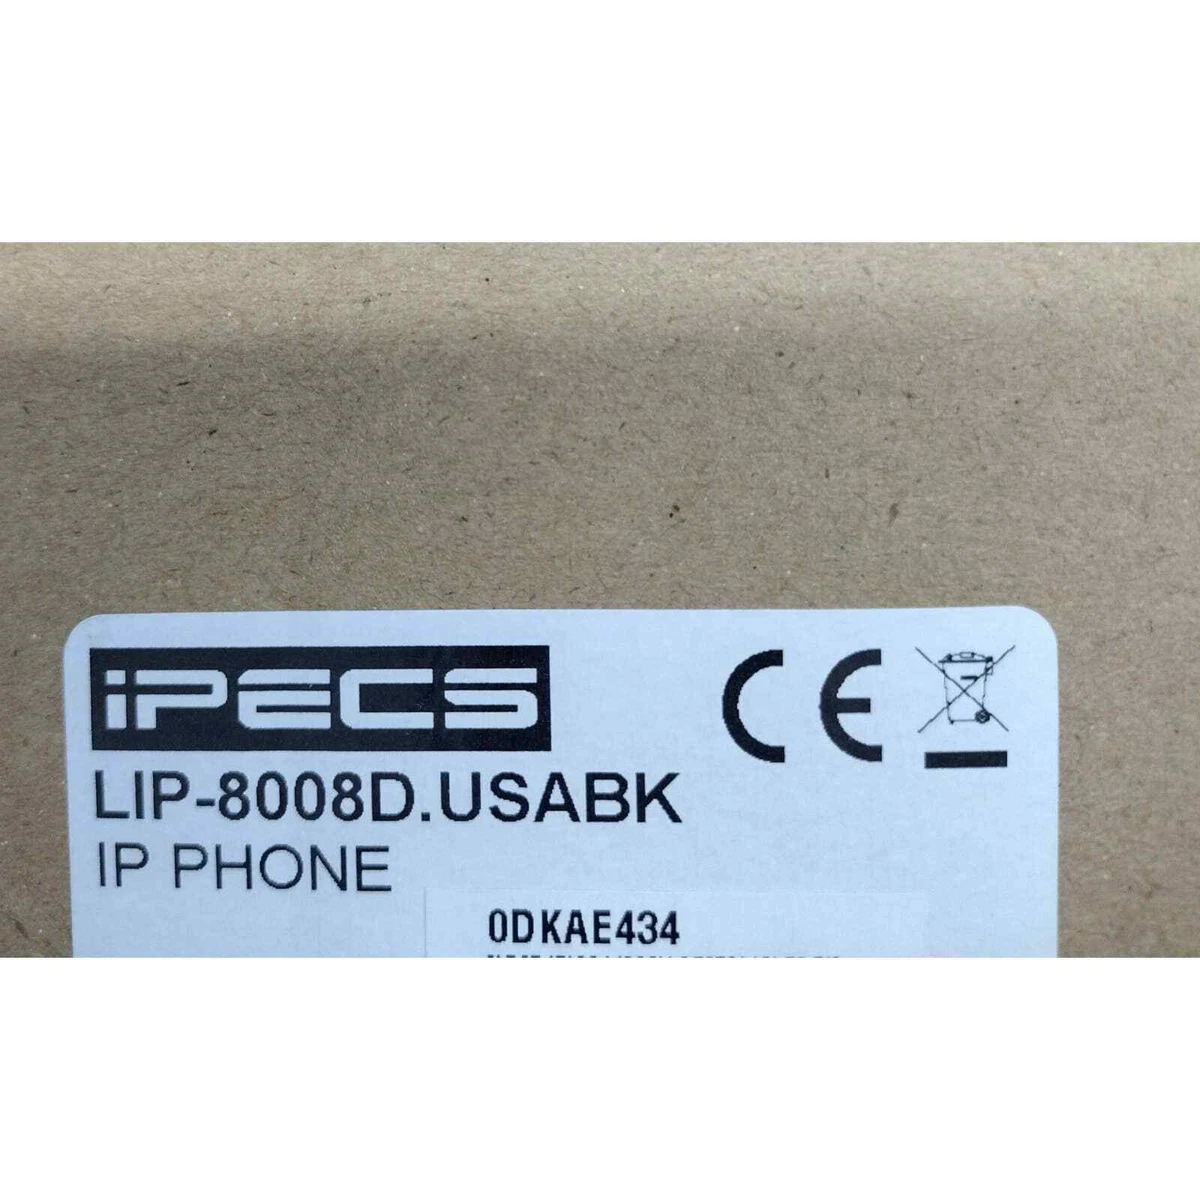 iPECS
CE
LIP-8008D.USABK
IP PHONE
0DKAE434